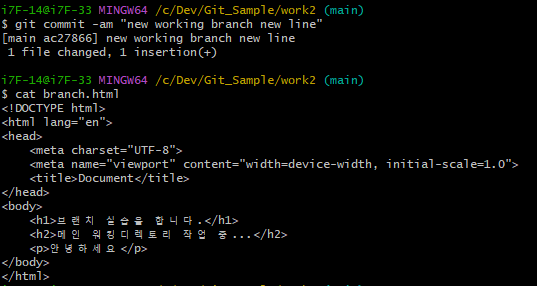 i7F-14@i7F-33 MINGW64 /c/Dev/Git_Sample/work2 (main)
$ git commit -am "new working branch new line"
[main ac27866] new working branch new line
 1 file changed, 1 insertion(+)

i7F-14@i7F-33 MINGW64 /c/Dev/Git_Sample/work2 (main)
$ cat branch.html
<!DOCTYPE html>
<html lang="en">
<head>
    <meta charset="UTF-8">
    <meta name="viewport" content="width=device-width, initial-scale=1.0">
    <title>Document</title>
</head>
<body>
    <h1>브랜치 실습을 합니다.</h1>
    <h2>메인 워킹디렉토리 작업 중...</h2>
    <p>안녕하세요</p>
</body>
</html>